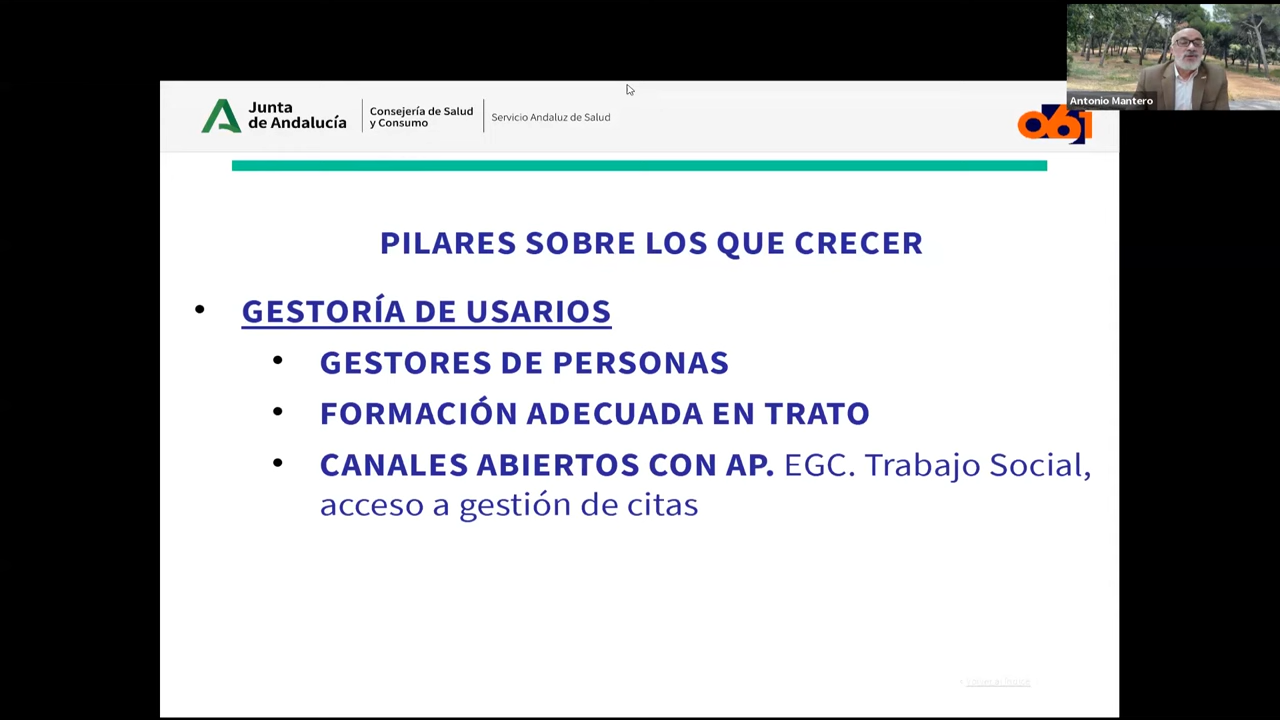 Junta
de Andalucía
Consejería de Salud
y Consumo
Servicio Andaluz de Salud
061
Antonio Mantero
PILARES SOBRE LOS QUE CRECER
• GESTORÍA DE USARIOS
• GESTORES DE PERSONAS
• FORMACIÓN ADECUADA EN TRATO
• CANALES ABIERTOS CON AP. EGC. Trabajo Social,
acceso a gestión de citas